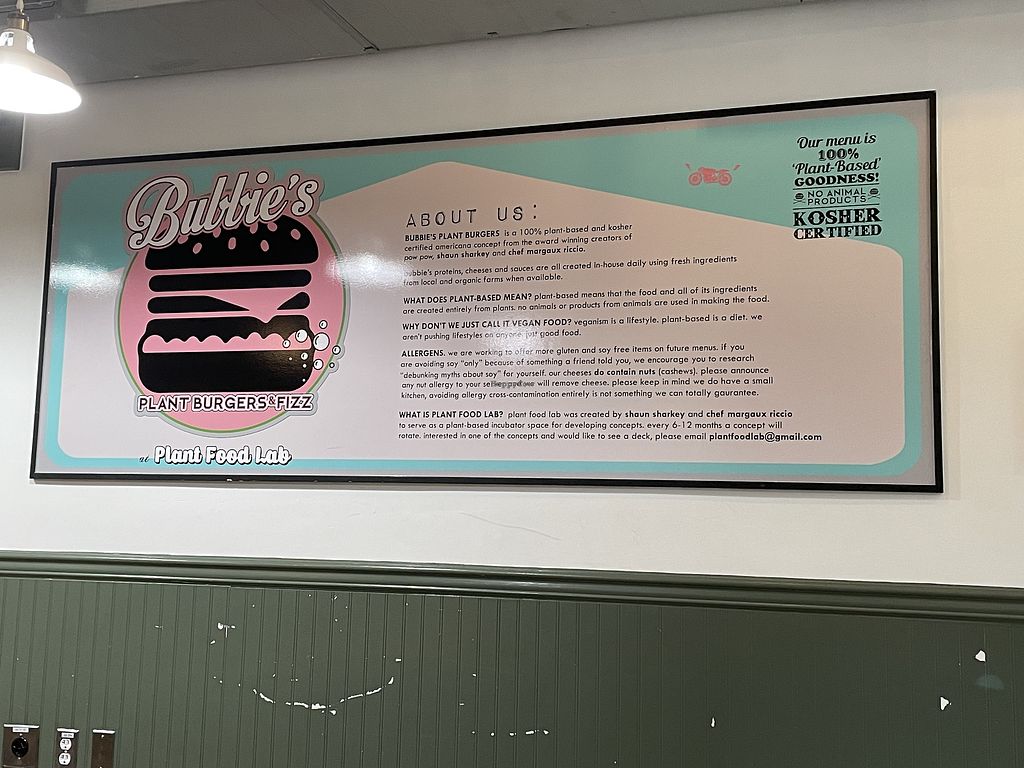 Bubbie's
PLANT BURGERS & FIZZ
at Plant Food Lab
ABOUT US:
BUBBIE'S PLANT BURGERS is a 100% plant-based and kosher
certified americana concept from the award winning creators of
pow pow, shaun sharkey and chef margaux riccio.
bubbie's proteins, cheeses and sauces are all created in-house daily using fresh ingredients
from local and organic farms when available.
WHAT DOES PLANT-BASED MEAN? plant-based means that the food and all of its ingredients
are created entirely from plants. no animals or products from animals are used in making the food.
WHY DON'T WE JUST CALL IT VEGAN FOOD? veganism is a lifestyle. plant-based is a diet. we
aren't pushing lifestyles on anyone, just good food.
ALLERGENS. we are working to offer more gluten and soy free items on future menus. if you
are avoiding soy "only" because of something a friend told you, we encourage you to research
"debunking myths about soy" for yourself. our cheeses do contain nuts (cashews). please announce
any nut allergy to your we will remove cheese. please keep in mind we do have a small
kitchen, avoiding allergy cross-contamination entirely is not something we can totally gaurantee.
WHAT IS PLANT FOOD LAB? plant food lab was created by shaun sharkey and chef margaux riccio
to serve as a plant-based incubator space for developing concepts. every 6-12 months a concept will
rotate. interested in one of the concepts and would like to see a deck, please email plantfoodlab@gmail.com
Our menu is
100%
'Plant-Based'
GOODNESS!
NO ANIMAL
PRODUCTS
KOSHER
CERTIFIED